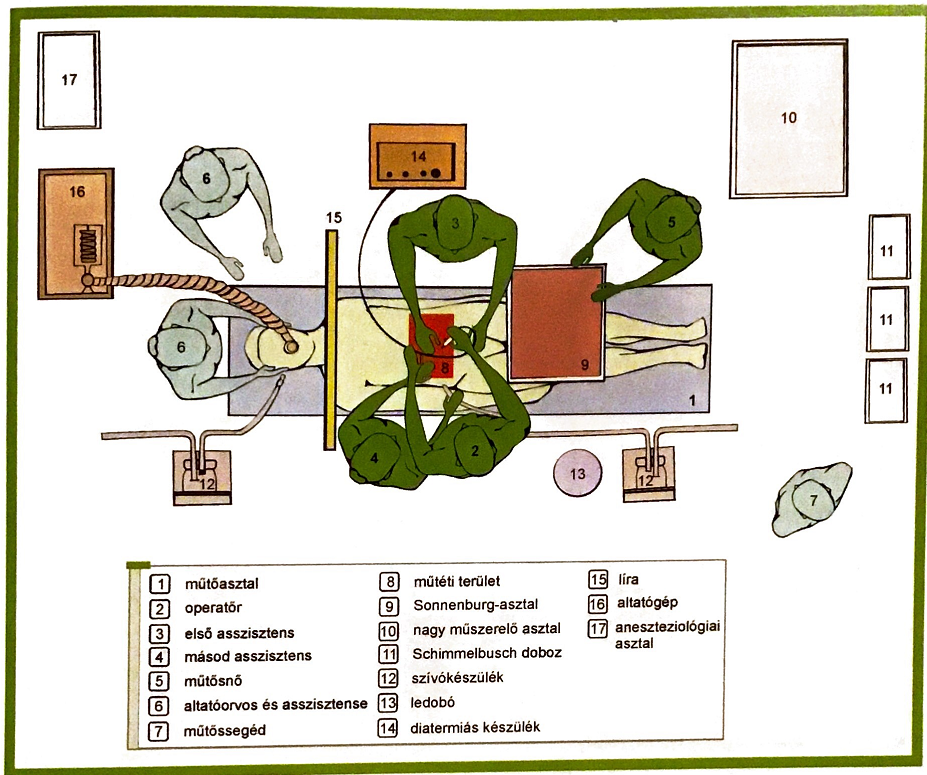 17
10
14
6
16
3
5
15
11
6
11
8
9
11
1
4
2
12
13
12
7
1 műtőasztal
2 operatőr
3 első asszisztens
4 másod asszisztens
5 műtősnő
6 altatóorvos és asszisztense
7 műtőssegéd
8 műtéti terület
9 Sonnenburg-asztal
10 nagy műszerelő asztal
11 Schimmelbusch doboz
12 szívókészülék
13 ledobó
14 diatermiás készülék
15 líra
16 altatógép
17 aneszteziológiai
asztal